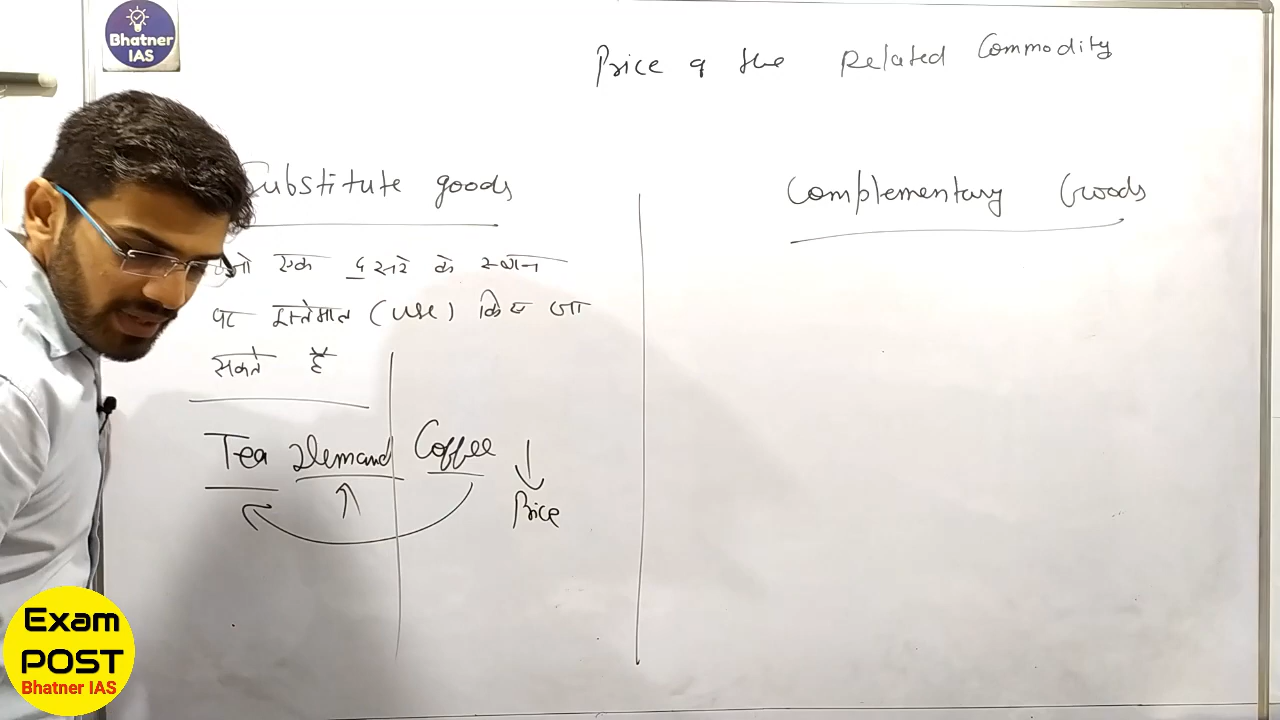 Bhatner
IAS
Price of the Related Commodity
Substitute goods
जो एक दूसरे के स्थान
पर इस्तेमाल (use) किए जा
सकते हैं
Tea Demand Coffee
Price
Complementary Goods
Exam
POST
Bhatner IAS